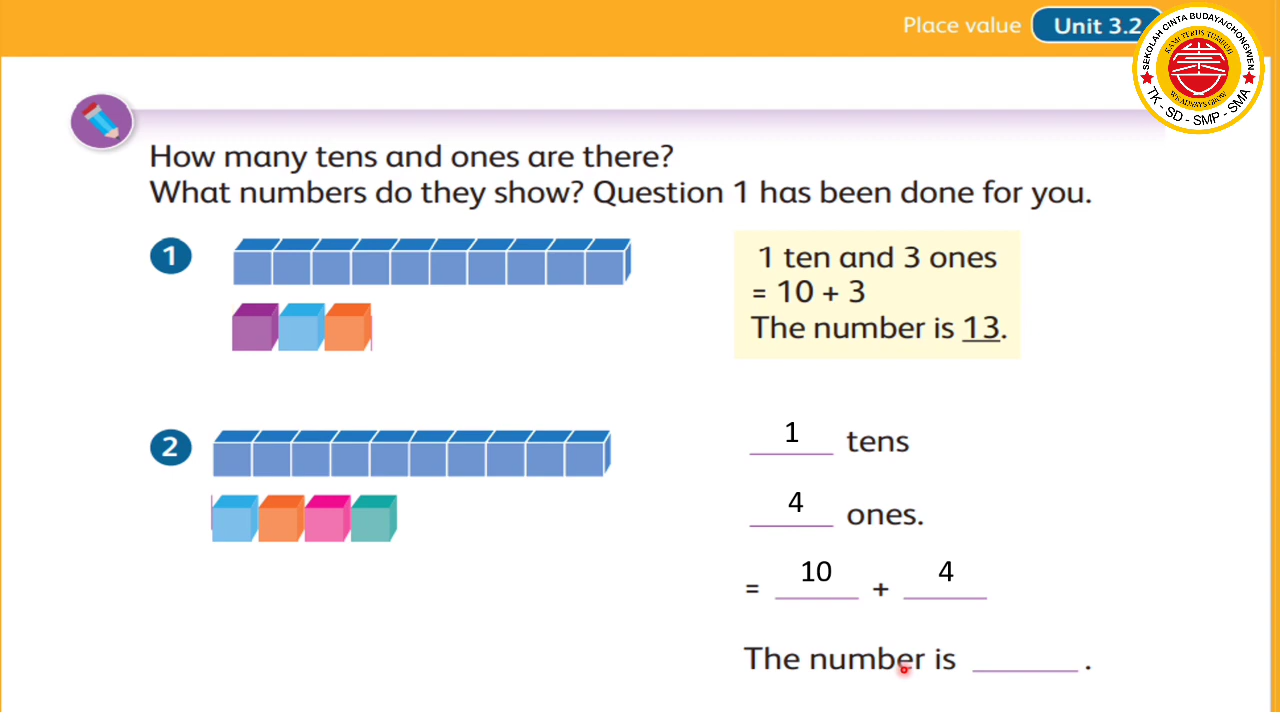 Place value Unit 3.2
SEKOLAH CINTA BUDAYA/CHONGWEN
TK - SD - SMP - SMA
How many tens and ones are there?
What numbers do they show? Question 1 has been done for you.
1
1 ten and 3 ones
= 10 + 3
The number is 13.
2
1 tens
4 ones.
= 10 + 4
The number is ______ .